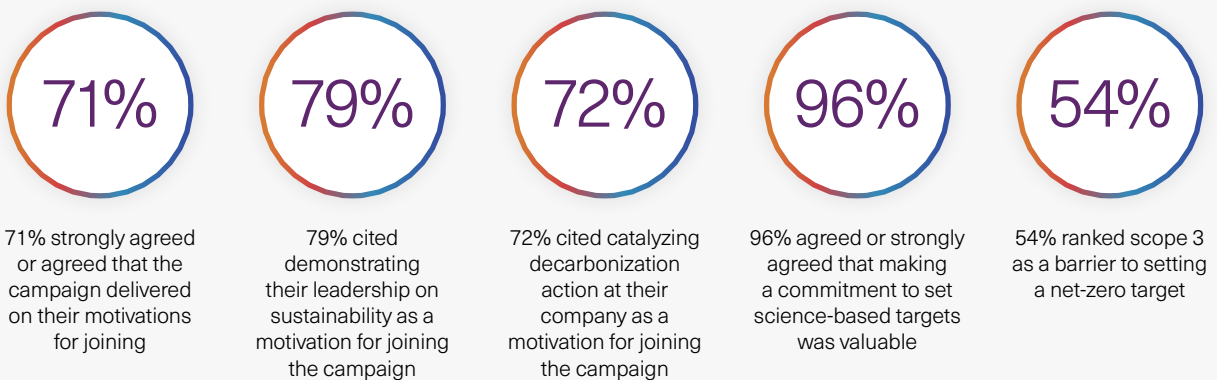 71%
71% strongly agreed
or agreed that the
campaign delivered
on their motivations
for joining
79%
79% cited
demonstrating
their leadership on
sustainability as a
motivation for joining
the campaign
72%
72% cited catalyzing
decarbonization
action at their
company as a
motivation for joining
the campaign
96%
96% agreed or strongly
agreed that making
a commitment to set
science-based targets
was valuable
54%
54% ranked scope 3
as a barrier to setting
a net-zero target